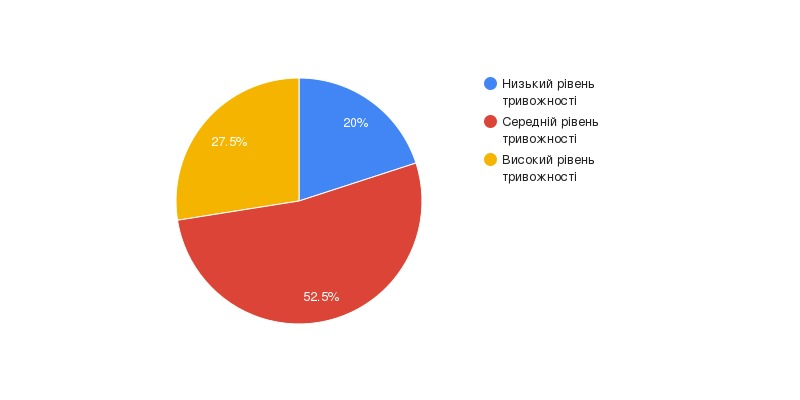 20%
27.5%
52.5%
Низький рівень
тривожності
Середній рівень
тривожності
Високий рівень
тривожності